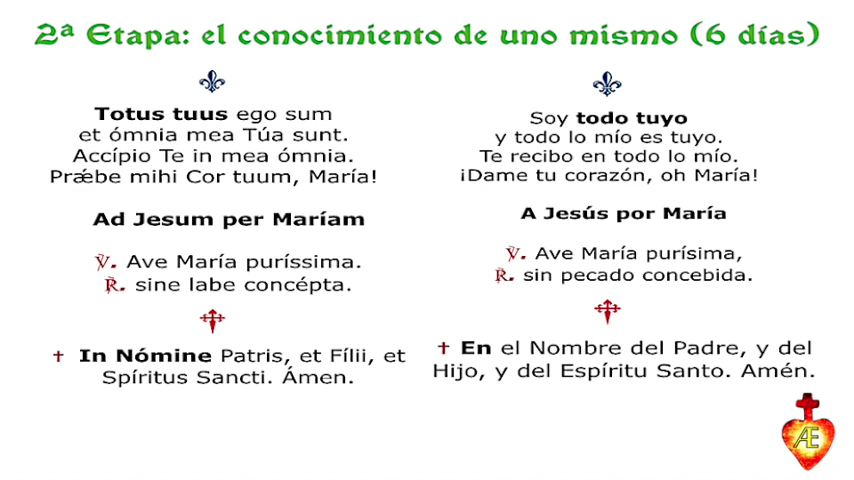 2ª Etapa: el conocimiento de uno mismo (6 días)
Totus tuus ego sum
et ómnia mea Túa sunt.
Accípio Te in mea ómnia.
Prǽbe mihi Cor tuum, María!
Ad Jesum per Maríam
℣. Ave María puríssima.
℟. sine labe concépta.
✝ In Nómine Patris, et Fílii, et
Spíritus Sancti. Ámen.
Soy todo tuyo
y todo lo mío es tuyo.
Te recibo en todo lo mío.
¡Dame tu corazón, oh María!
A Jesús por María
℣. Ave María purísima,
℟. sin pecado concebida.
✝ En el Nombre del Padre, y del
Hijo, y del Espíritu Santo. Amén.
Æ